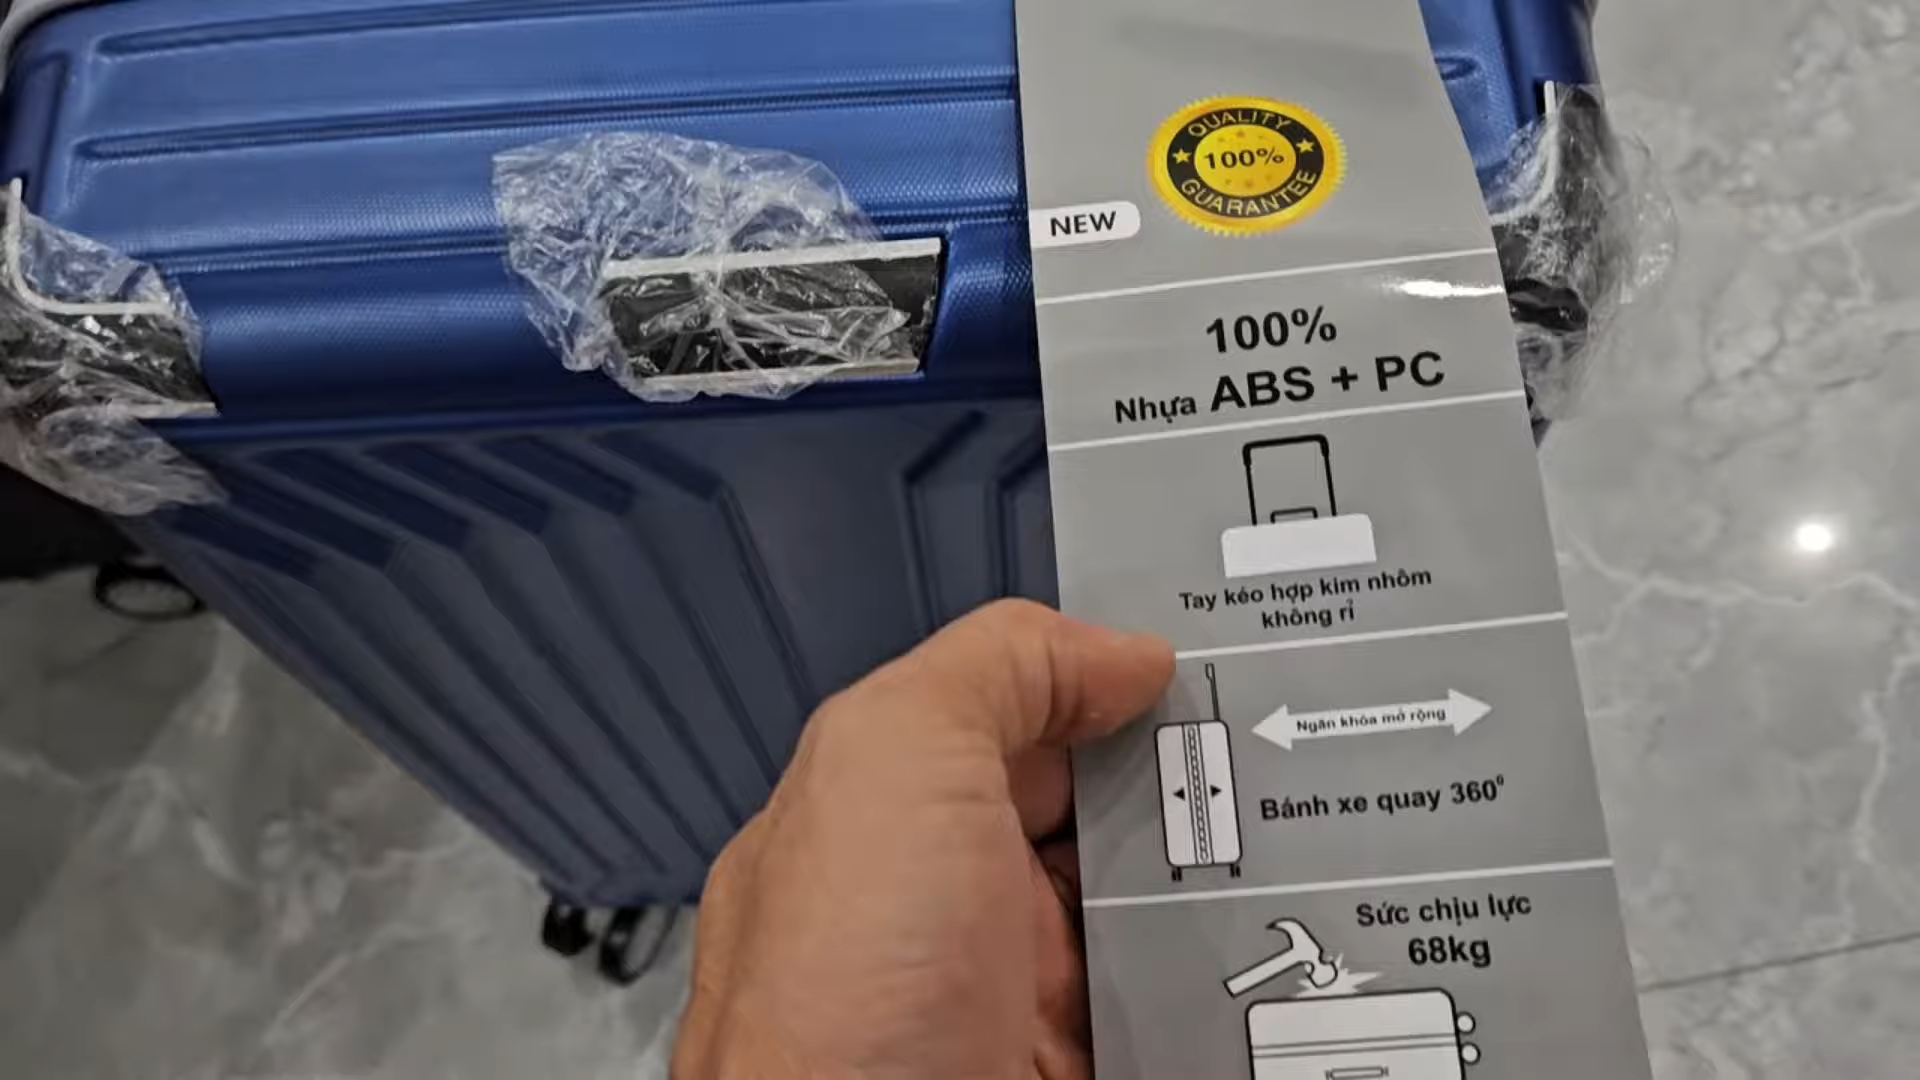 QUALITY
100%
GUARANTEE
NEW
100%
Nhựa ABS + PC
Tay kéo hợp kim nhôm
không rỉ
Ngăn khóa mở rộng
Bánh xe quay 360⁰
Sức chịu lực
68kg